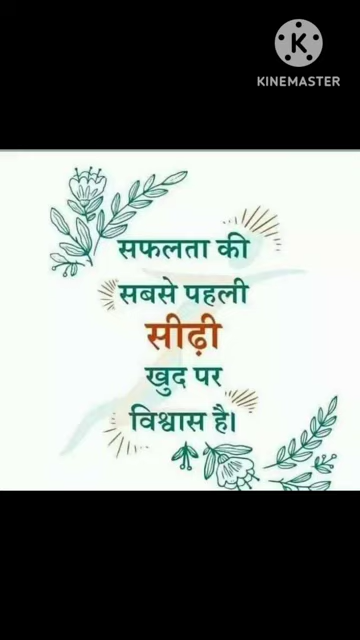 K
KINEMASTER
सफलता की
सबसे पहली
सीढ़ी
खुद पर
विश्वास है।